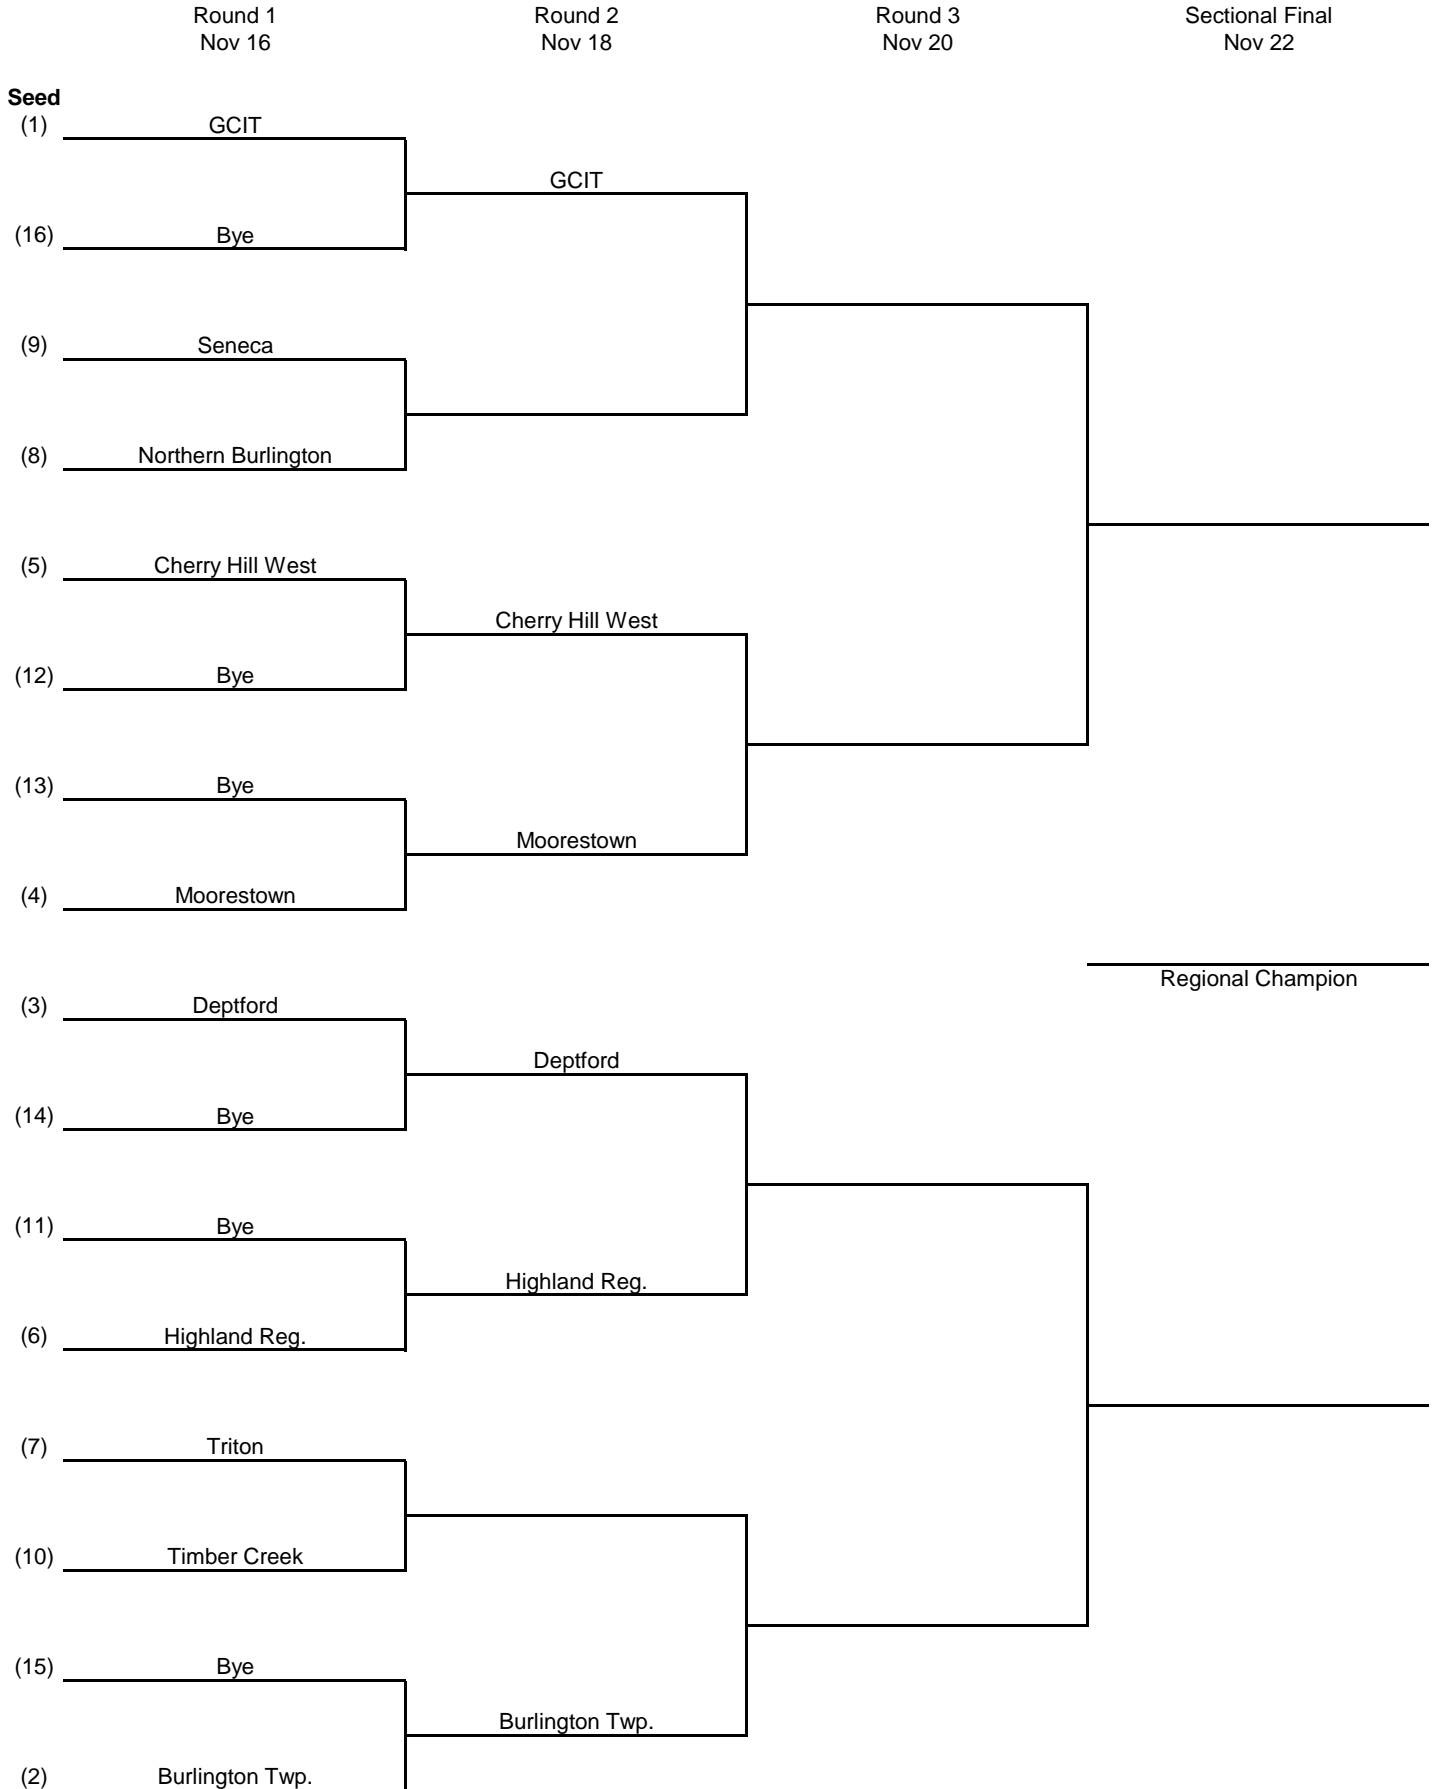 Round 1 Round 2 Round 3 Sectional Final
Nov 16 Nov 18 Nov 20 Nov 22
Seed
(1) GCIT
GCIT
(16) Bye
(9) Seneca
(8) Northern Burlington
(5) Cherry Hill West
Cherry Hill West
(12) Bye
(13) Bye
Moorestown
(4) Moorestown
Regional Champion
(3) Deptford
Deptford
(14) Bye
(11) Bye
Highland Reg.
(6) Highland Reg.
(7) Triton
(10) Timber Creek
(15) Bye
Burlington Twp.
(2) Burlington Twp.